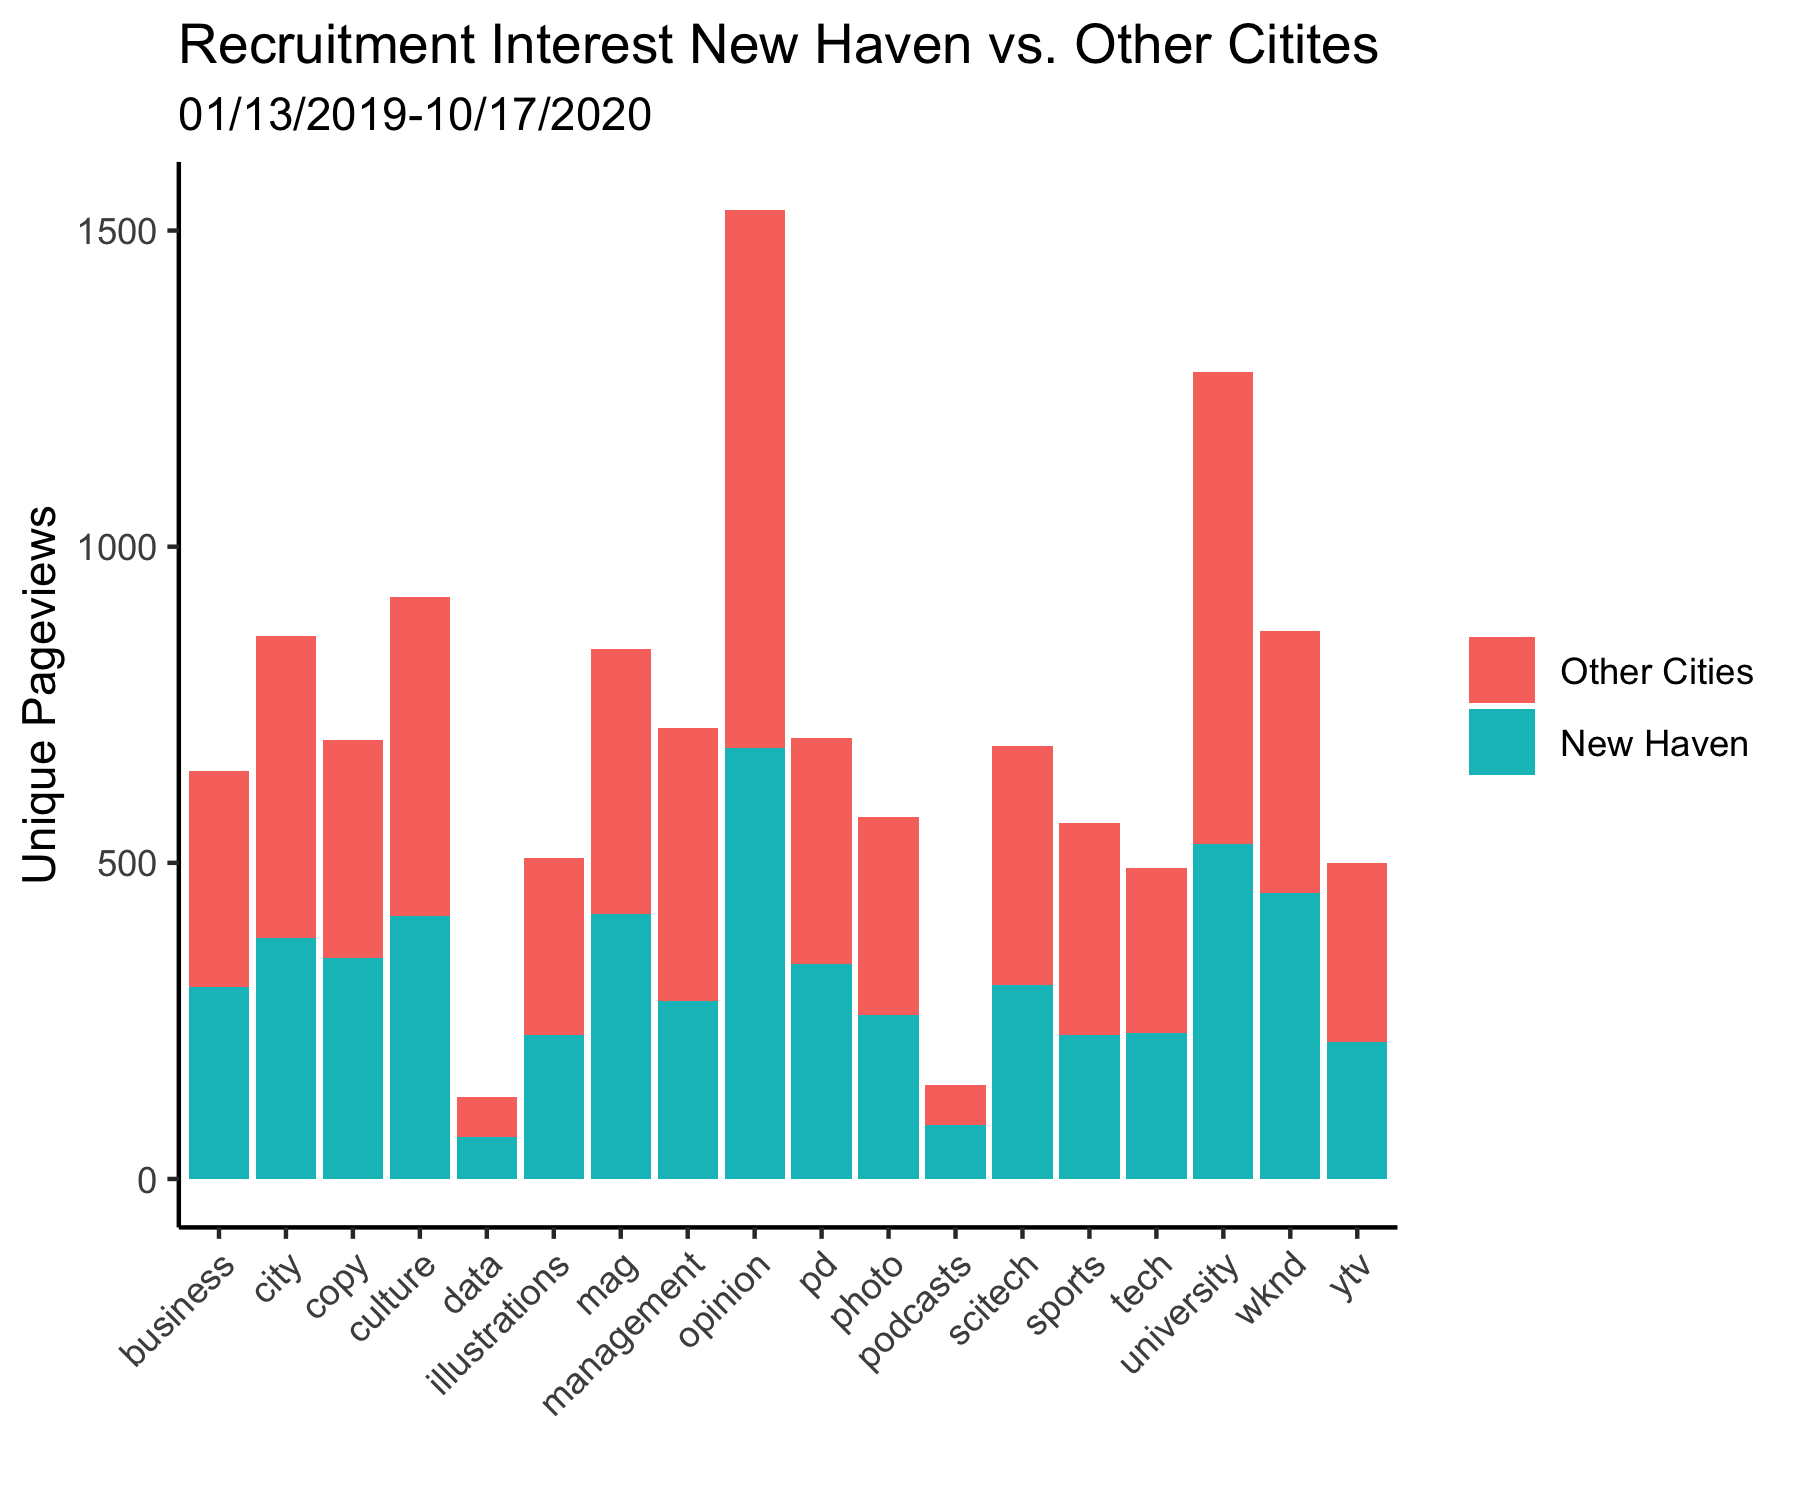 Recruitment Interest New Haven vs. Other Citites
01/13/2019-10/17/2020
Unique Pageviews
1500
1000
500
0
business
city
copy
culture
data
illustrations
mag
management
opinion
pd
photo
podcasts
scitech
sports
tech
university
wknd
ytv
Other Cities
New Haven